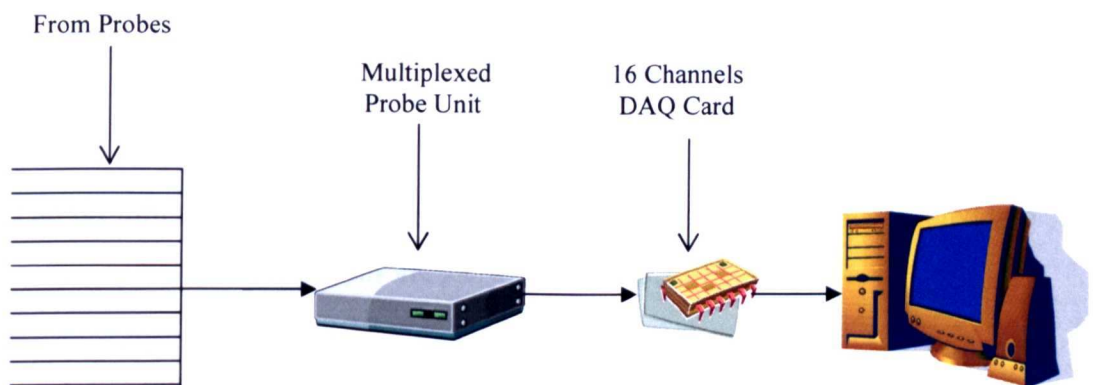 From Probes
Multiplexed
Probe Unit
16 Channels
DAQ Card